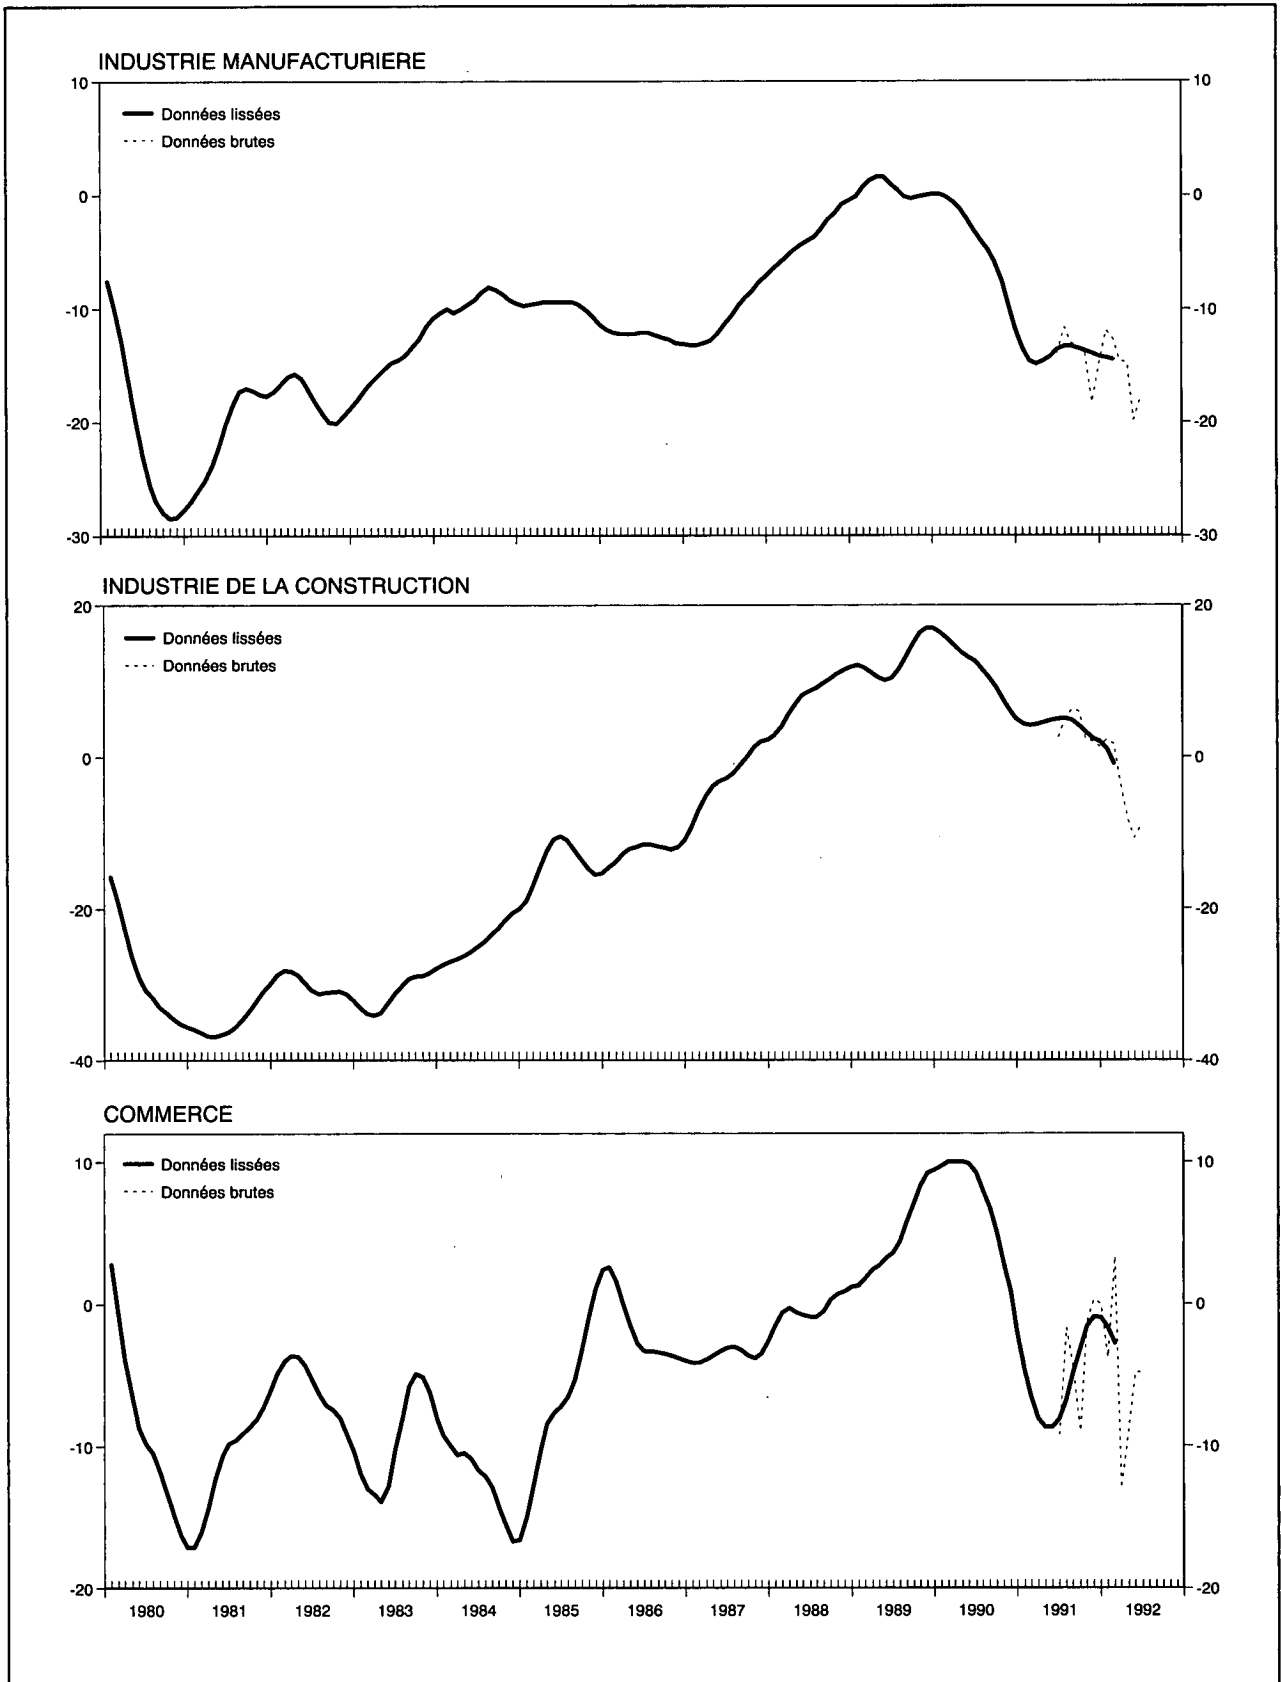 INDUSTRIE MANUFACTURIERE
10 10
Données lissées
Données brutes
0 0
-10 -10
-20 -20
-30 -30
INDUSTRIE DE LA CONSTRUCTION
20 20
Données lissées
Données brutes
0 0
-20 -20
-40 -40
COMMERCE
10 10
Données lissées
Données brutes
0 0
-10 -10
-20 -20
1980 1981 1982 1983 1984 1985 1986 1987 1988 1989 1990 1991 1992